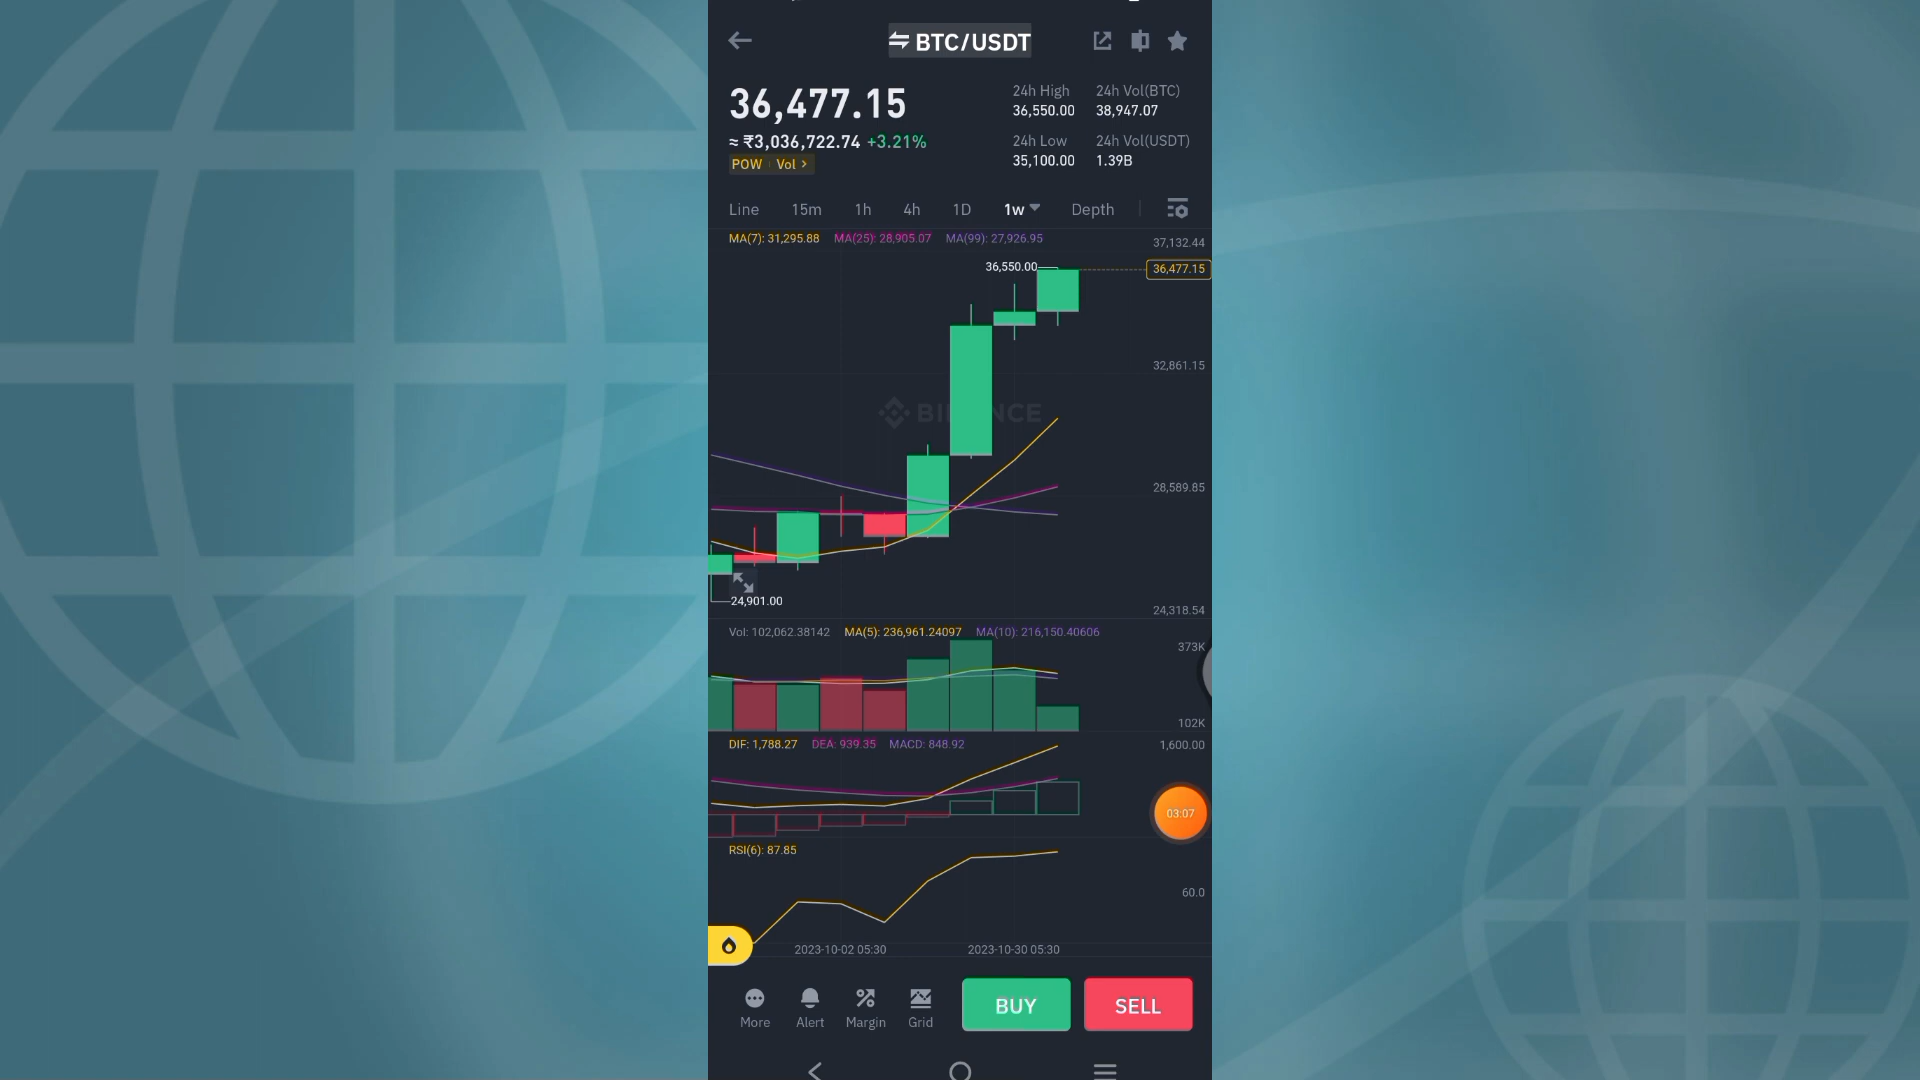 BTC/USDT
36,477.15
≈ ₹3,036,722.74 +3.21%
POW Vol >
24h High
36,550.00
24h Vol(BTC)
38,947.07
24h Low
35,100.00
24h Vol(USDT)
1.39B
Line 15m 1h 4h 1D 1w Depth
MA(7): 31,295.88 MA(25): 28,905.07 MA(99): 27,926.95
37,132.44
36,550.00
36,477.15
32,861.15
BINANCE
28,589.85
24,901.00
24,318.54
Vol: 102,062.38142 MA(5): 236,961.24097 MA(10): 216,150.40606
373K
102K
DIF: 1,788.27 DEA: 939.35 MACD: 848.92
1,600.00
03:07
RSI(6): 87.85
60.0
2023-10-02 05:30 2023-10-30 05:30
More Alert Margin Grid BUY SELL